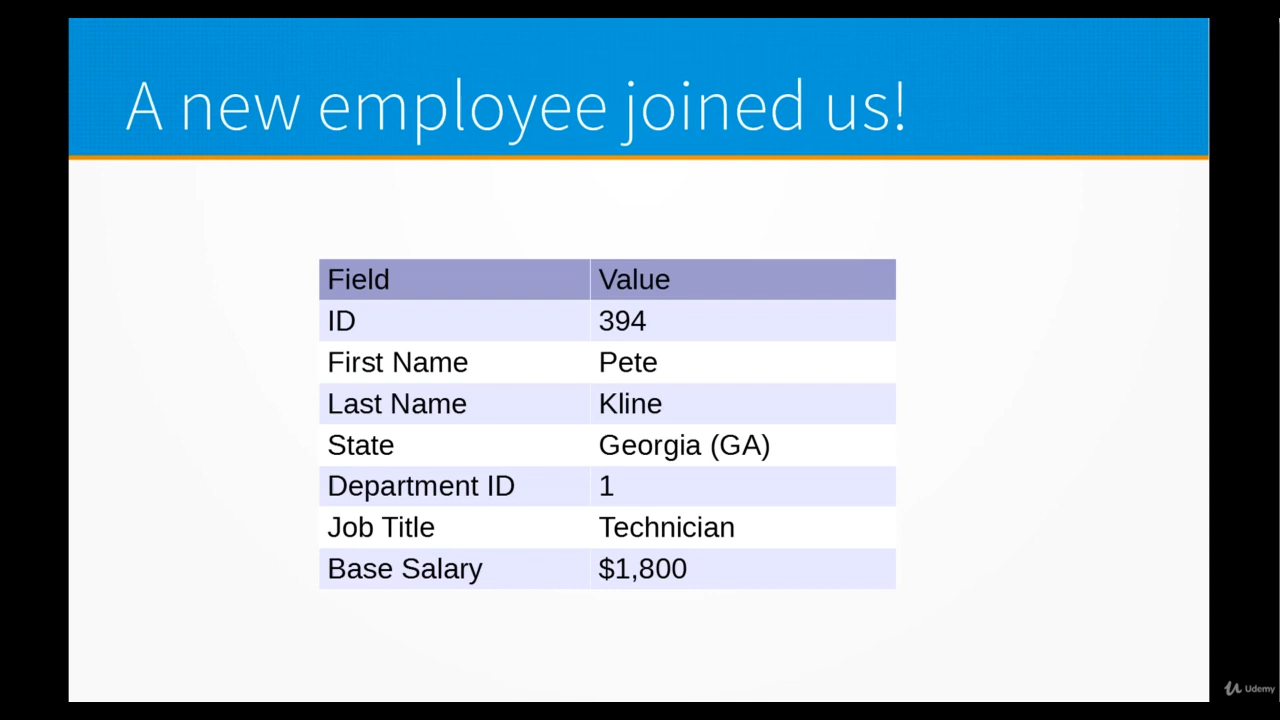 A new employee joined us!
Field Value
ID 394
First Name Pete
Last Name Kline
State Georgia (GA)
Department ID 1
Job Title Technician
Base Salary $1,800
Udemy